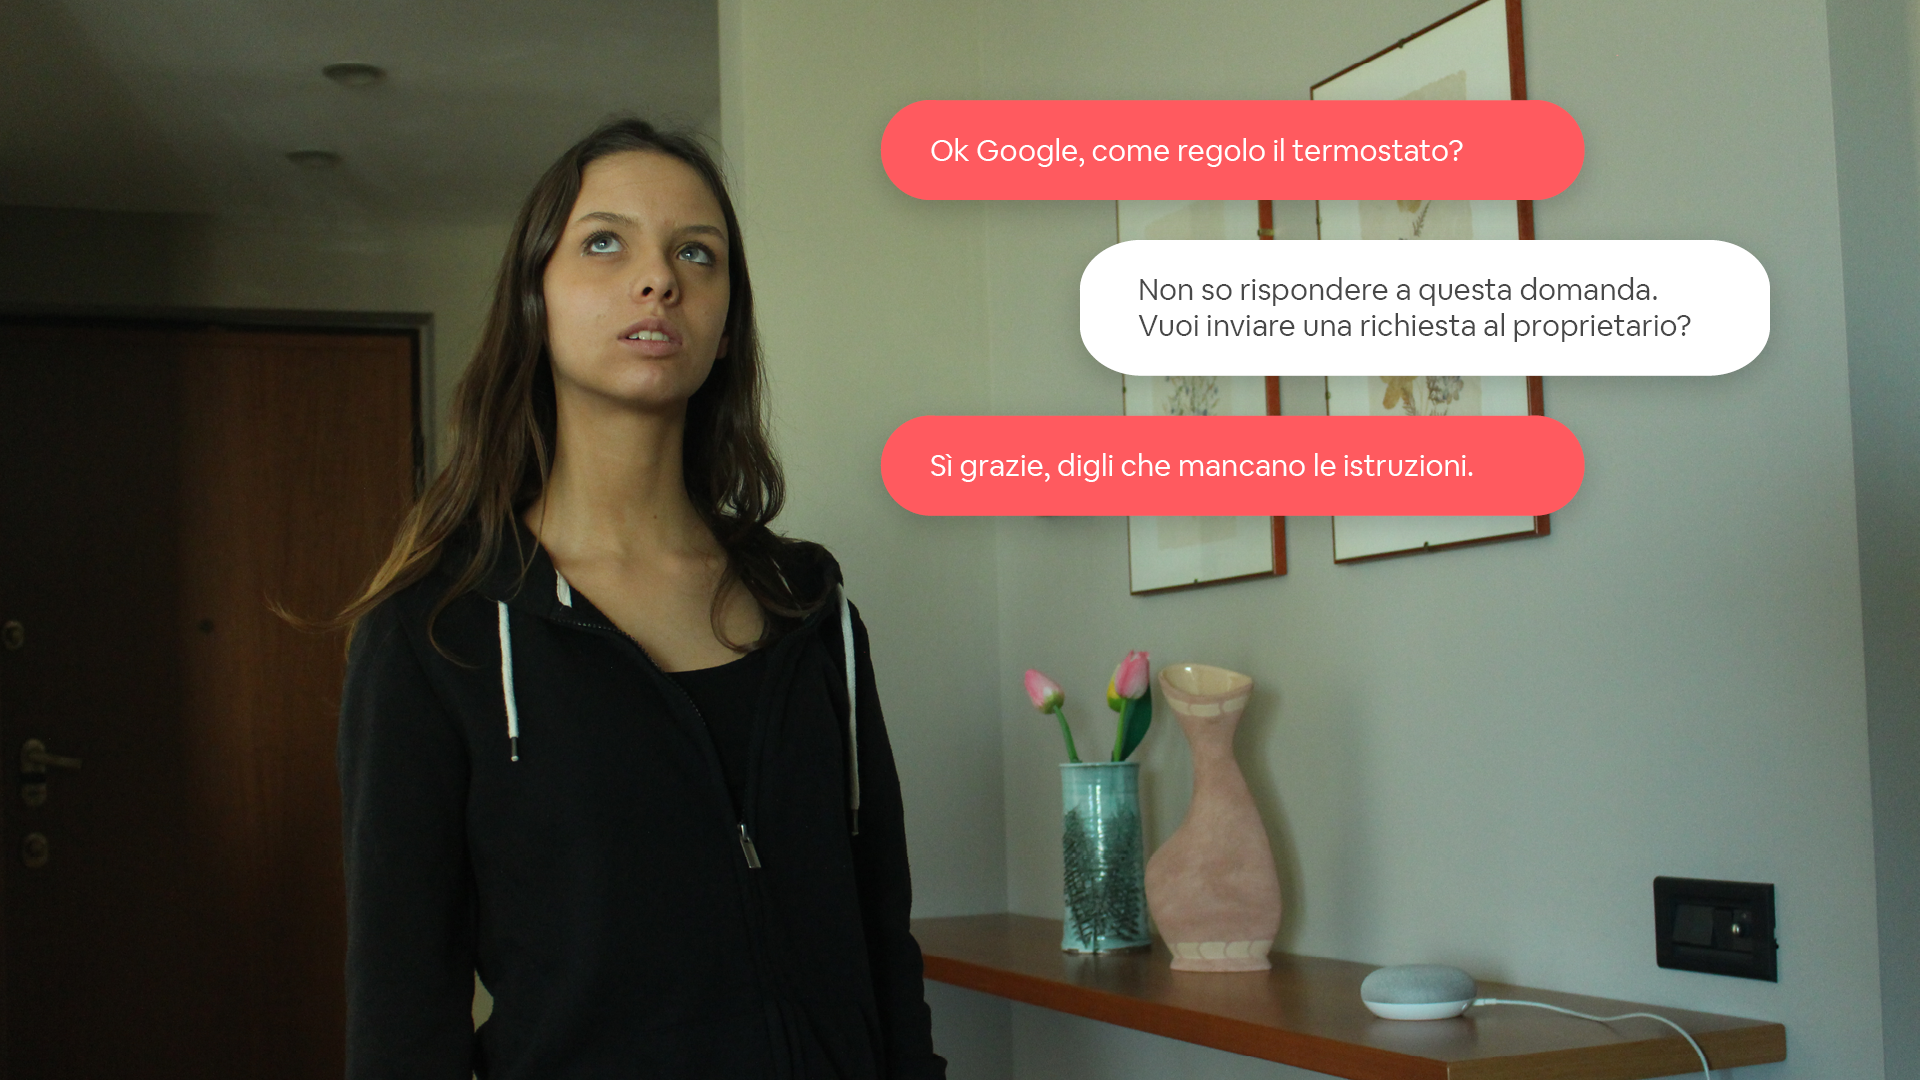 Ok Google, come regolo il termostato?
Non so rispondere a questa domanda.
Vuoi inviare una richiesta al proprietario?
Sì grazie, digli che mancano le istruzioni.